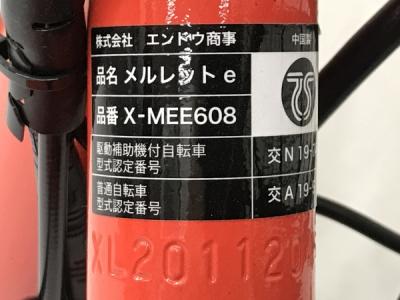 株式会社 エンドウ商事 中国製
品名 メルレットe
品番 X-MEE608
駆動補助機付自転車
型式認定番号 交N19-
普通自転車
型式認定番号 交A19-
XL201120